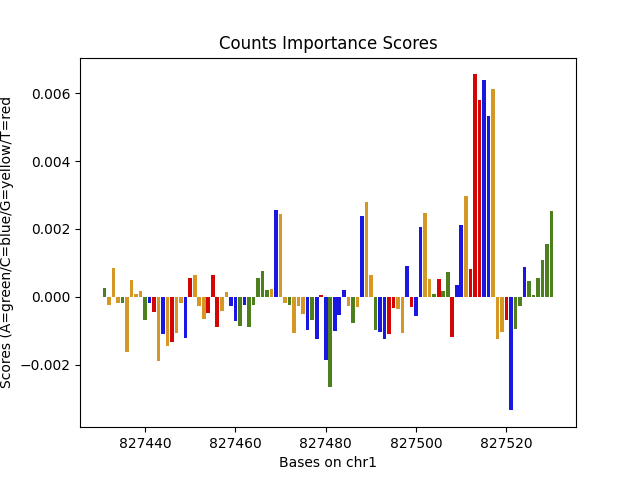 Counts Importance Scores
Scores (A=green/C=blue/G=yellow/T=red
0.006
0.004
0.002
0.000
−0.002
827440 827460 827480 827500 827520
Bases on chr1